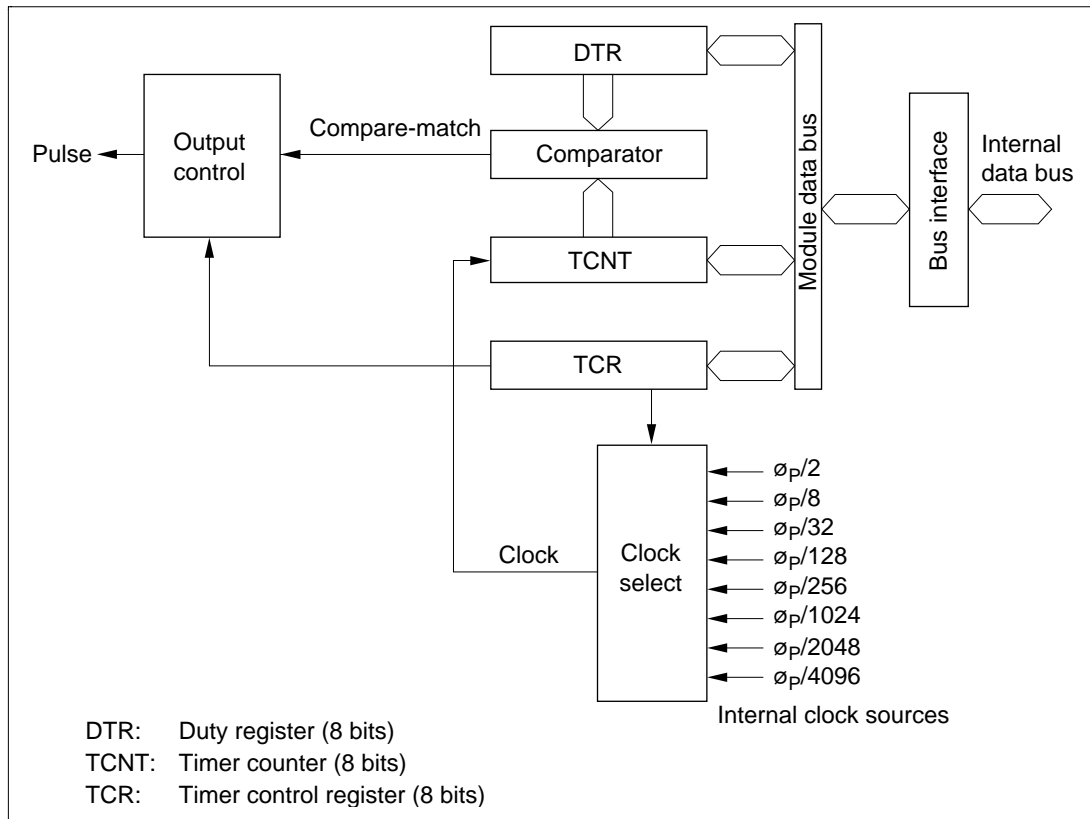 DTR
Compare-match
Pulse
Output
control
Comparator
Module data bus
Bus interface
Internal
data bus
TCNT
TCR
Clock
Clock
select
øP/2
øP/8
øP/32
øP/128
øP/256
øP/1024
øP/2048
øP/4096
Internal clock sources
DTR: Duty register (8 bits)
TCNT: Timer counter (8 bits)
TCR: Timer control register (8 bits)